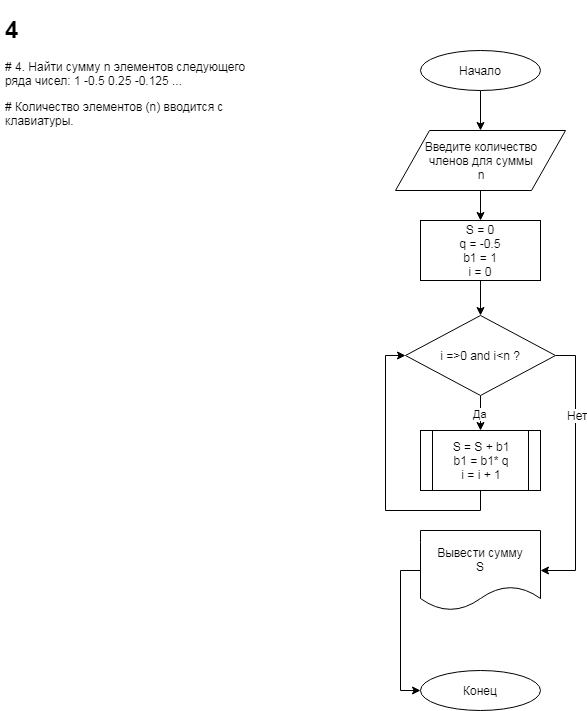 4
# 4. Найти сумму n элементов следующего
ряда чисел: 1 -0.5 0.25 -0.125 ...
# Количество элементов (n) вводится с
клавиатуры.
Начало
Введите количество
членов для суммы
n
S = 0
q = -0.5
b1 = 1
i = 0
i =>0 and i<n ?
Да
Нет
S = S + b1
b1 = b1* q
i = i + 1
Вывести сумму
S
Конец